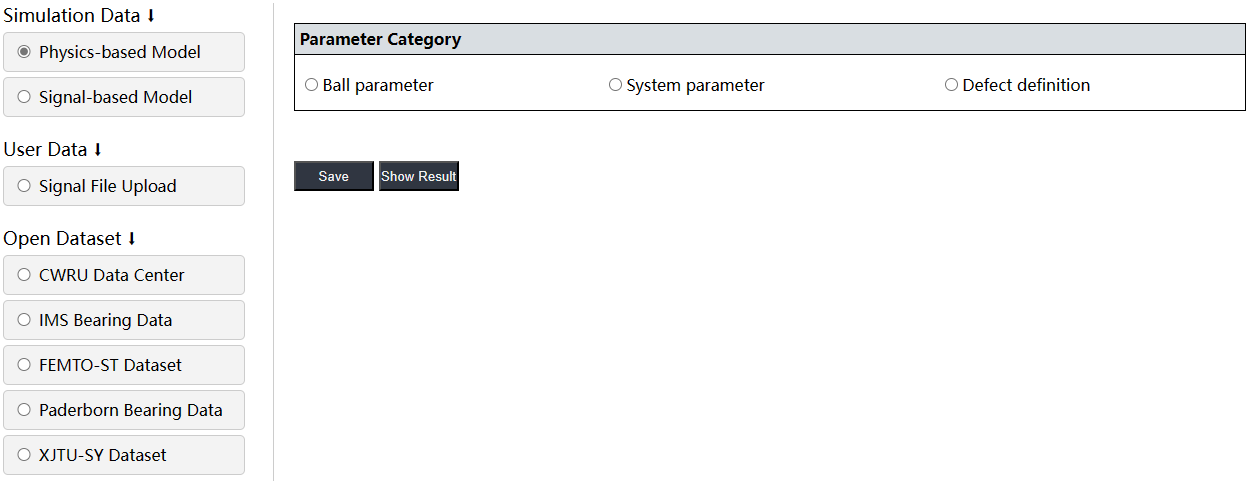 Simulation Data ⬇
Physics-based Model
Signal-based Model
User Data ⬇
Signal File Upload
Open Dataset ⬇
CWRU Data Center
IMS Bearing Data
FEMTO-ST Dataset
Paderborn Bearing Data
XJTU-SY Dataset
Parameter Category
Ball parameter System parameter Defect definition
Save Show Result